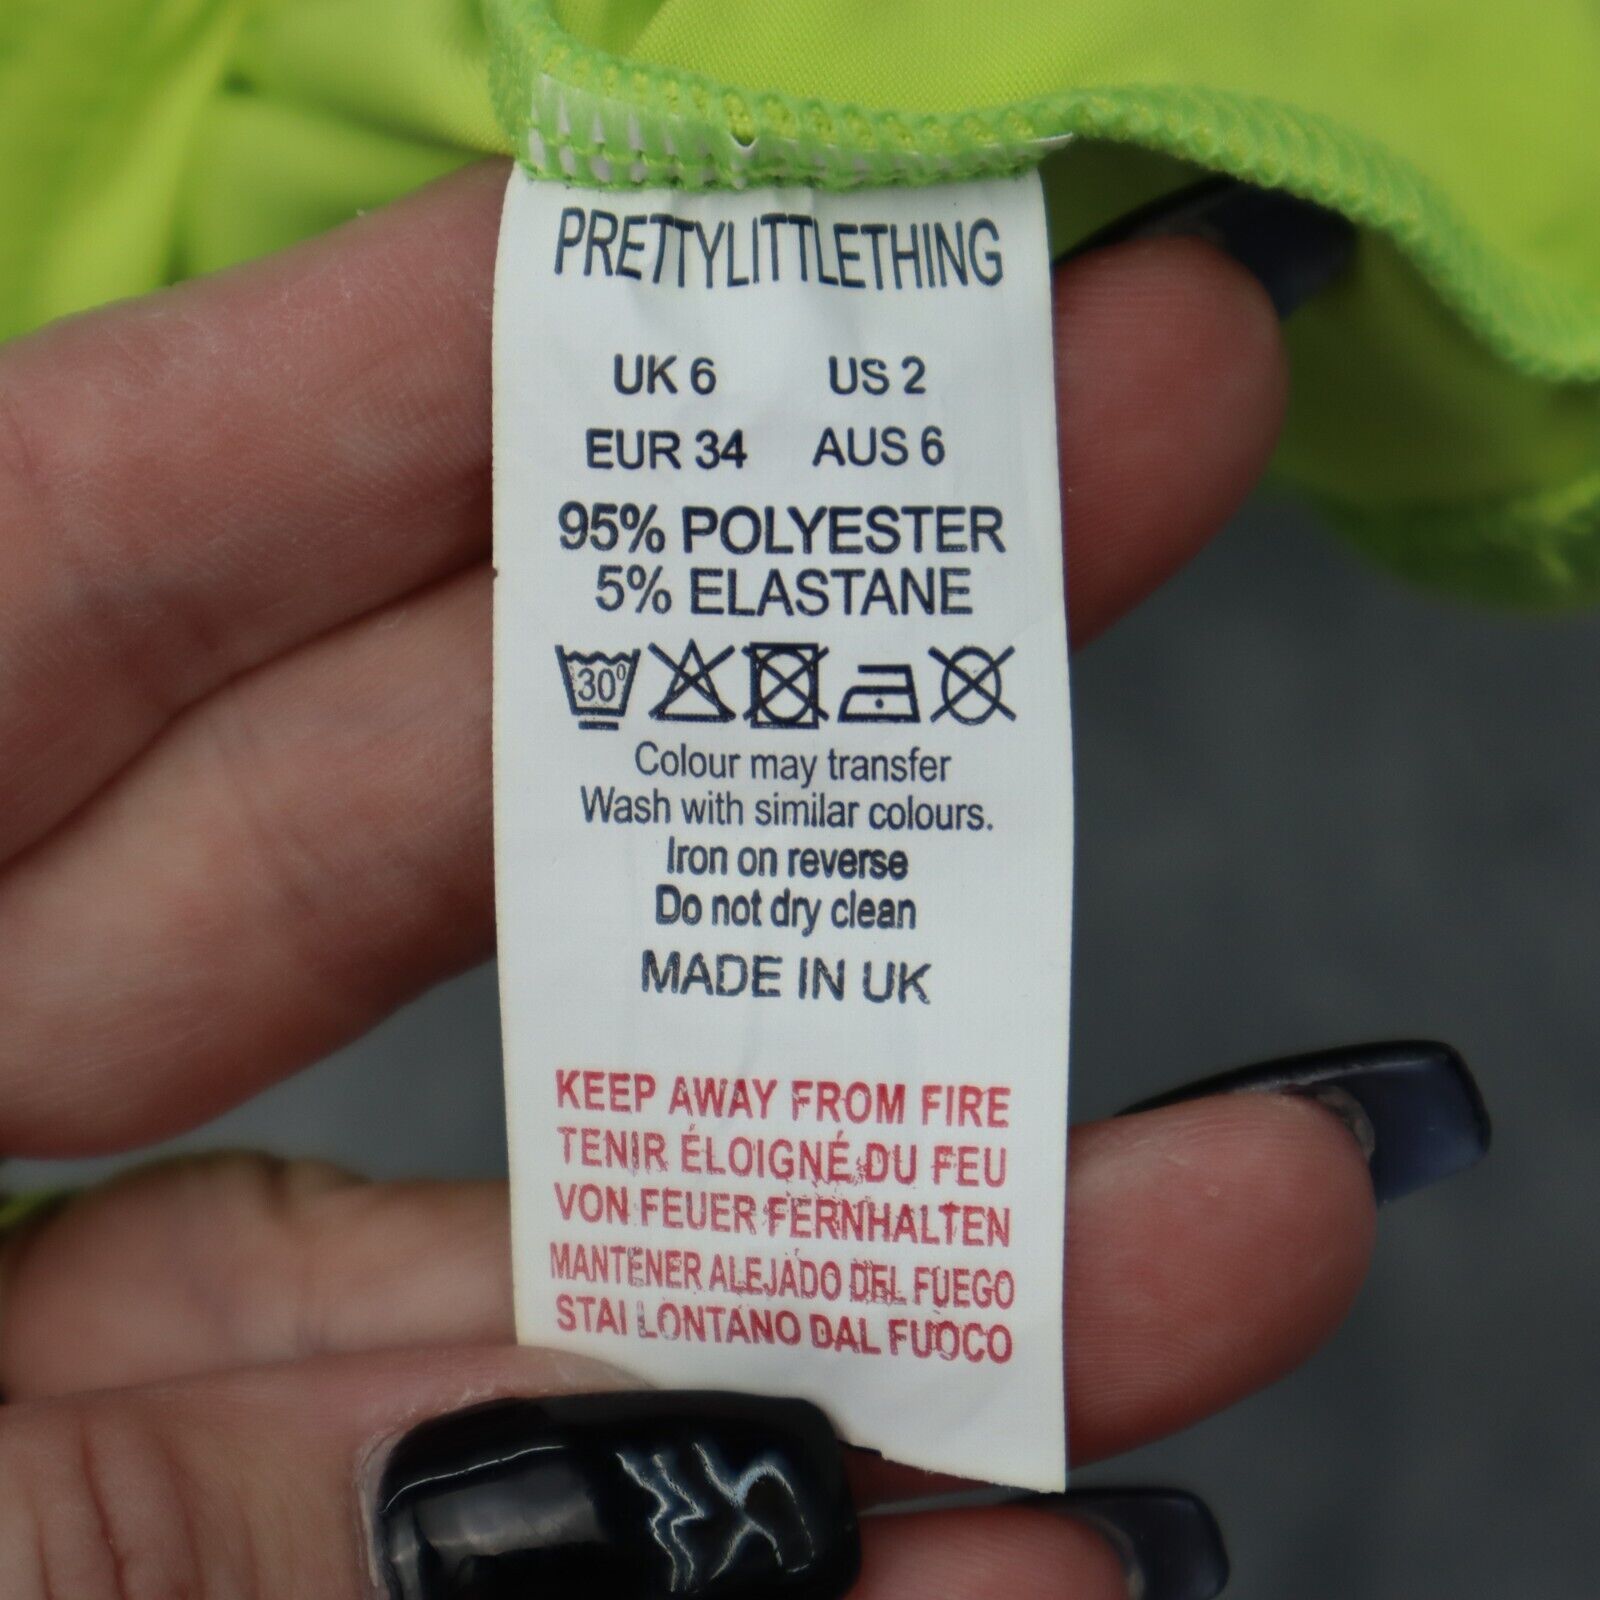 PRETTYLITTLETHING
UK 6 US 2
EUR 34 AUS 6
95% POLYESTER
5% ELASTANE
30°
Colour may transfer
Wash with similar colours.
Iron on reverse
Do not dry clean
MADE IN UK
KEEP AWAY FROM FIRE
TENIR ÉLOIGNÉ DU FEU
VON FEUER FERNHALTEN
MANTENER ALEJADO DEL FUEGO
STAI LONTANO DAL FUOCO